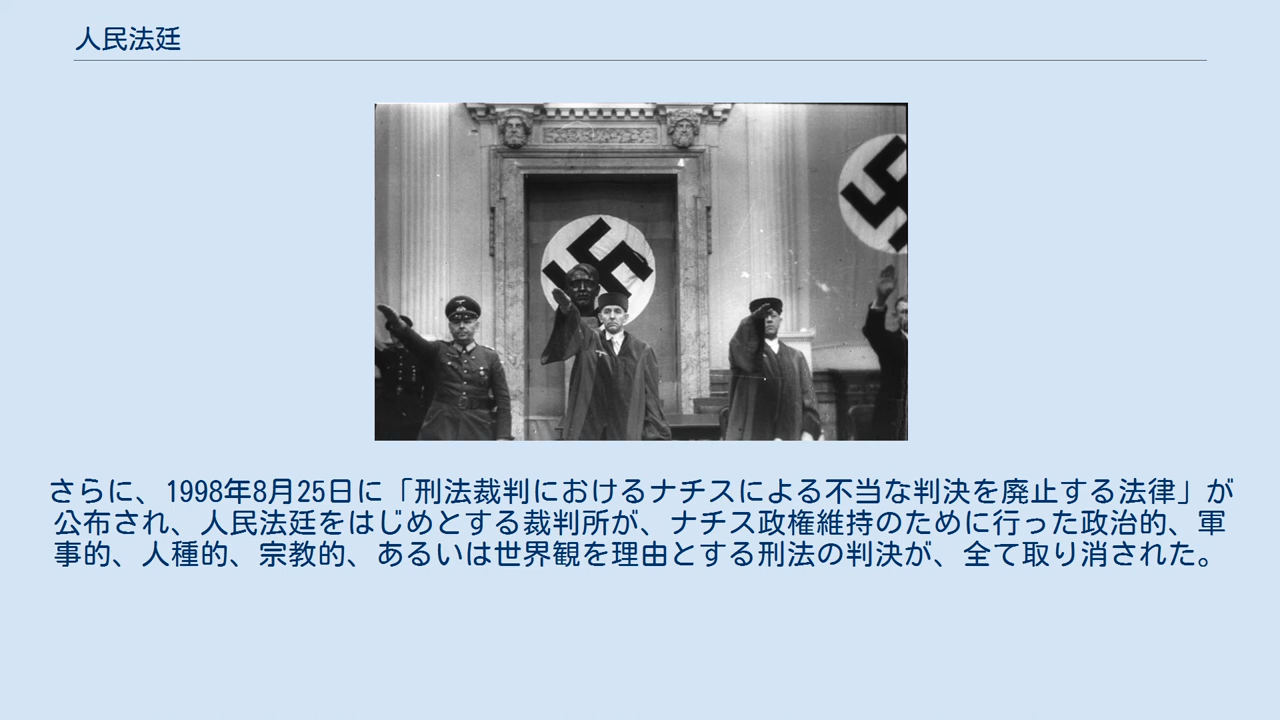 人民法廷
さらに、1998年8月25日に「刑法裁判におけるナチスによる不当な判決を廃止する法律」が
公布され、人民法廷をはじめとする裁判所が、ナチス政権維持のために行った政治的、軍
事的、人種的、宗教的、あるいは世界観を理由とする刑法の判決が、全て取り消された。